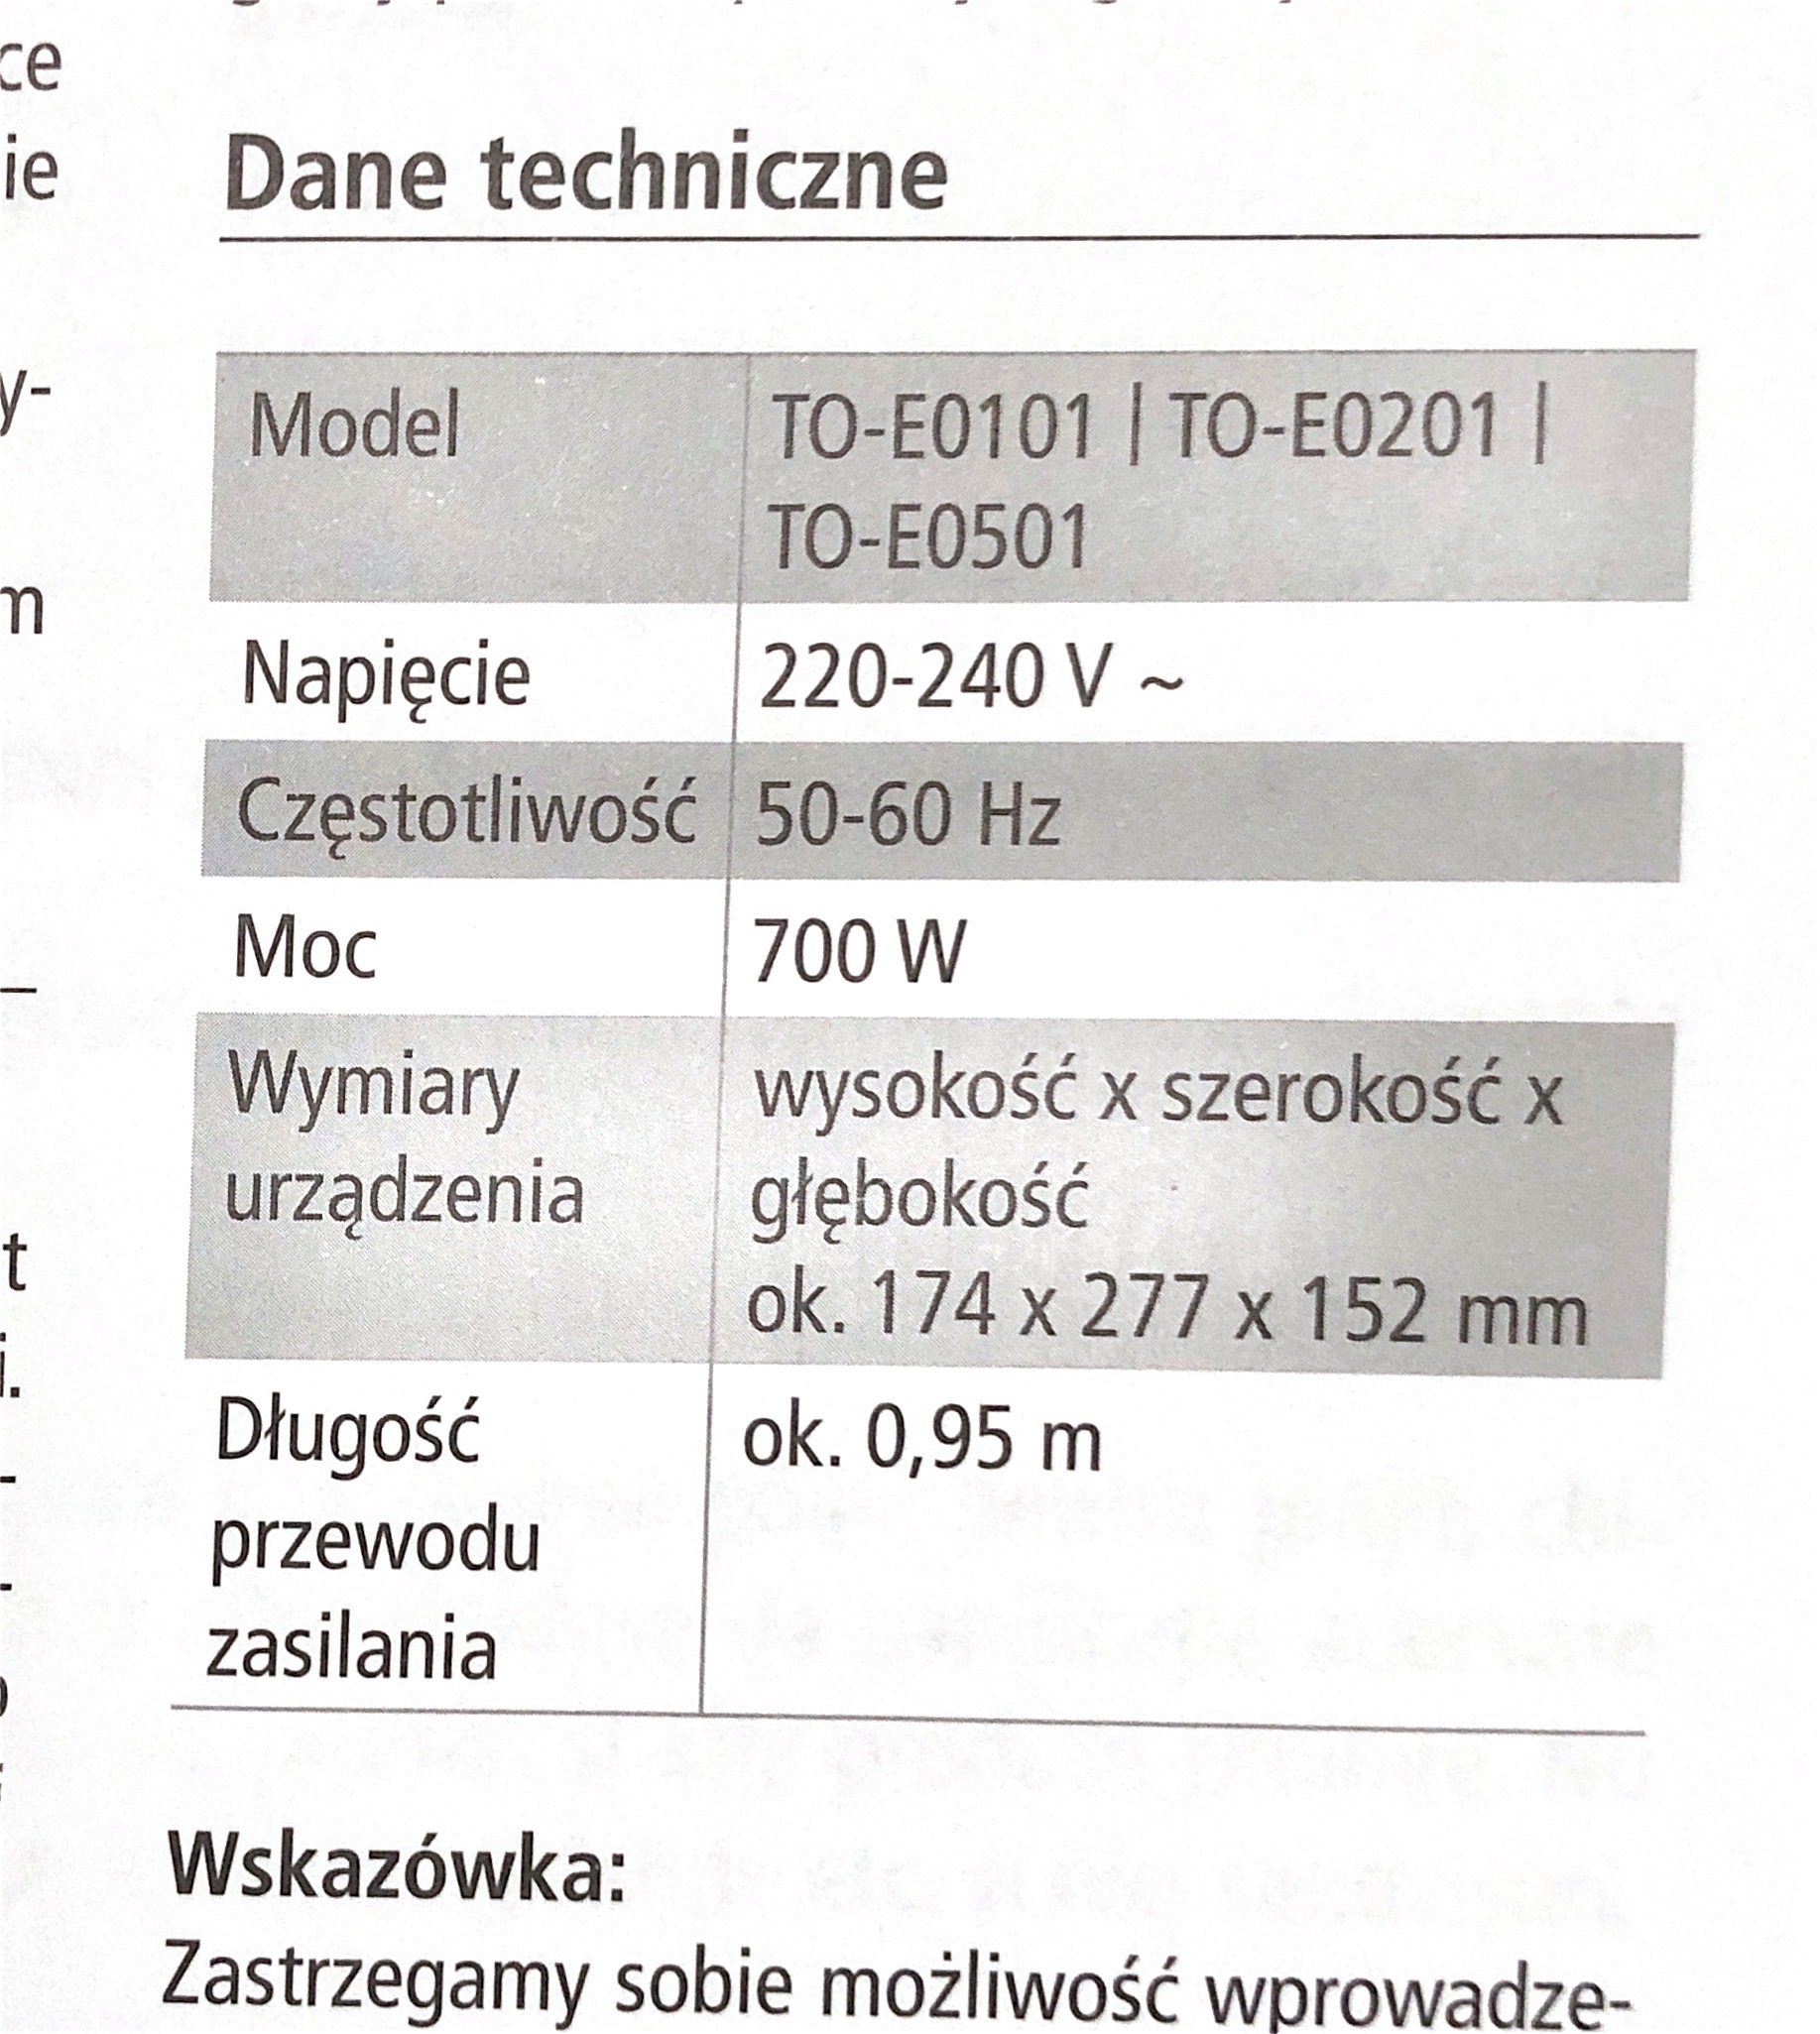 ce
ie
y-
m
–
t
i.
-
-
Dane techniczne
Model TO-E0101 | TO-E0201 |
TO-E0501
Napięcie 220-240 V ~
Częstotliwość 50-60 Hz
Moc 700 W
Wymiary wysokość x szerokość x
urządzenia głębokość
ok. 174 x 277 x 152 mm
Długość ok. 0,95 m
przewodu
zasilania
Wskazówka:
Zastrzegamy sobie możliwość wprowadze-